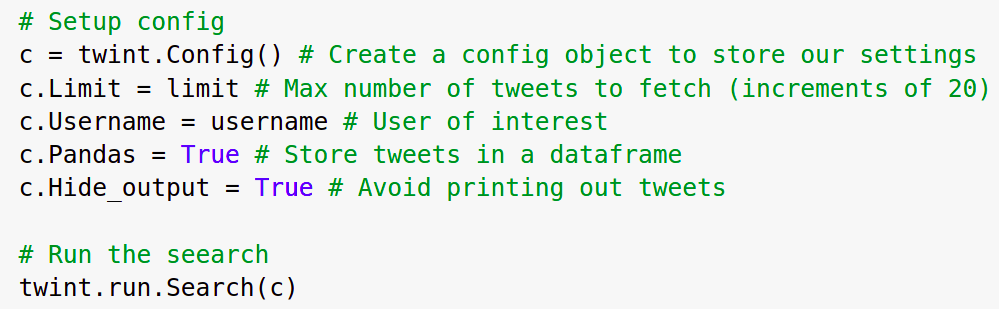 # Setup config
c = twint.Config() # Create a config object to store our settings
c.Limit = limit # Max number of tweets to fetch (increments of 20)
c.Username = username # User of interest
c.Pandas = True # Store tweets in a dataframe
c.Hide_output = True # Avoid printing out tweets
# Run the seearch
twint.run.Search(c)